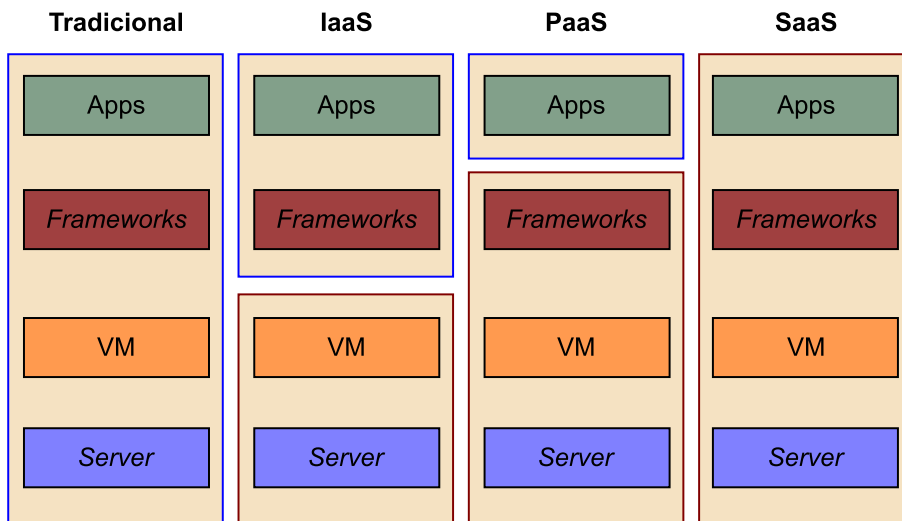 Tradicional IaaS PaaS SaaS
Apps Apps Apps Apps
Frameworks Frameworks Frameworks Frameworks
VM VM VM VM
Server Server Server Server